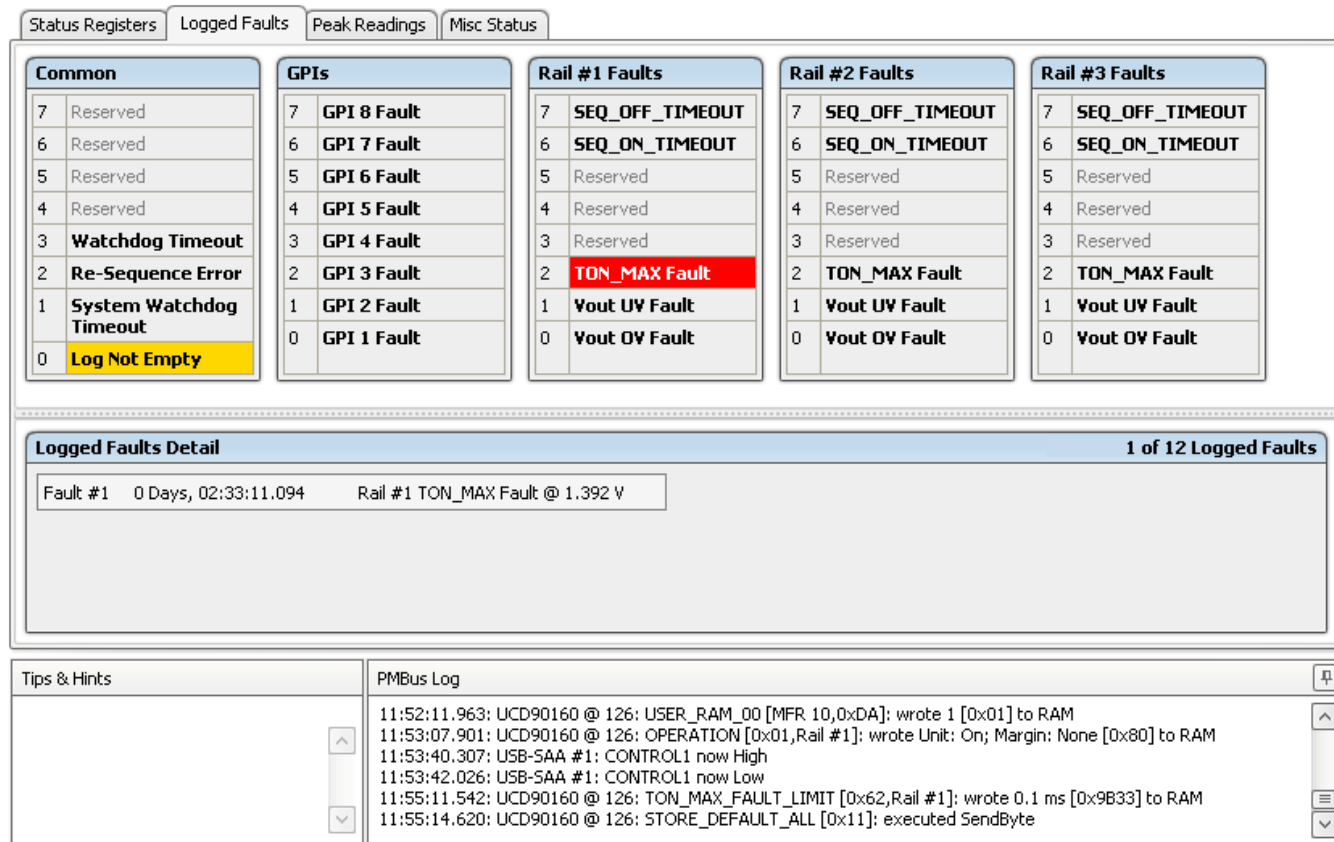 Status Registers
Logged Faults
Peak Readings
Misc Status
Common
7 Reserved
6 Reserved
5 Reserved
4 Reserved
3 Watchdog Timeout
2 Re-Sequence Error
1 System Watchdog
Timeout
0 Log Not Empty
GPIs
7 GPI 8 Fault
6 GPI 7 Fault
5 GPI 6 Fault
4 GPI 5 Fault
3 GPI 4 Fault
2 GPI 3 Fault
1 GPI 2 Fault
0 GPI 1 Fault
Rail #1 Faults
7 SEQ_OFF_TIMEOUT
6 SEQ_ON_TIMEOUT
5 Reserved
4 Reserved
3 Reserved
2 TON_MAX Fault
1 Vout UV Fault
0 Vout OV Fault
Rail #2 Faults
7 SEQ_OFF_TIMEOUT
6 SEQ_ON_TIMEOUT
5 Reserved
4 Reserved
3 Reserved
2 TON_MAX Fault
1 Vout UV Fault
0 Vout OV Fault
Rail #3 Faults
7 SEQ_OFF_TIMEOUT
6 SEQ_ON_TIMEOUT
5 Reserved
4 Reserved
3 Reserved
2 TON_MAX Fault
1 Vout UV Fault
0 Vout OV Fault
Logged Faults Detail 1 of 12 Logged Faults
Fault #1 0 Days, 02:33:11.094 Rail #1 TON_MAX Fault @ 1.392 V
Tips & Hints
PMBus Log
11:52:11.963: UCD90160 @ 126: USER_RAM_00 [MFR 10,0xDA]: wrote 1 [0x01] to RAM
11:53:07.901: UCD90160 @ 126: OPERATION [0x01,Rail #1]: wrote Unit: On; Margin: None [0x80] to RAM
11:53:40.307: USB-SAA #1: CONTROL1 now High
11:53:42.026: USB-SAA #1: CONTROL1 now Low
11:55:11.542: UCD90160 @ 126: TON_MAX_FAULT_LIMIT [0x62,Rail #1]: wrote 0.1 ms [0x9B33] to RAM
11:55:14.620: UCD90160 @ 126: STORE_DEFAULT_ALL [0x11]: executed SendByte